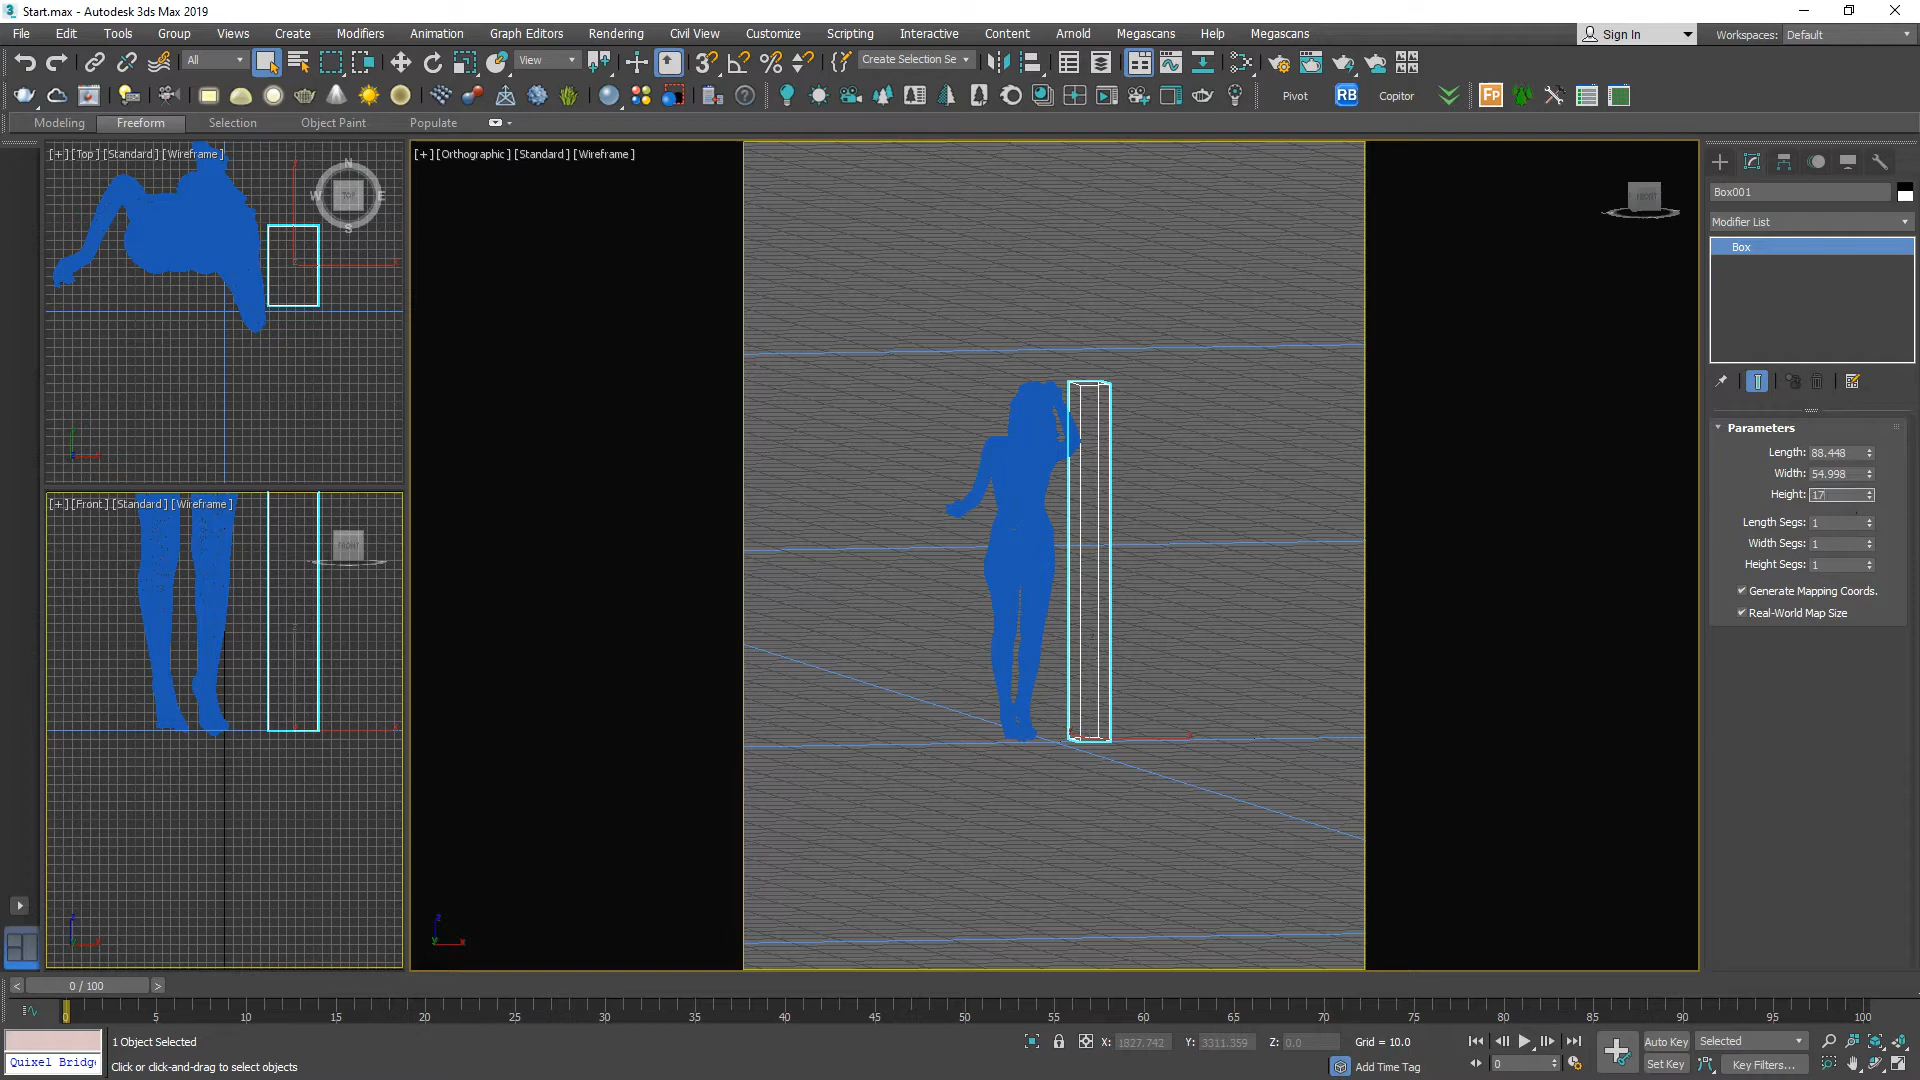 Start.max - Autodesk 3ds Max 2019
File Edit Tools Group Views Create Modifiers Animation Graph Editors Rendering Civil View Customize Scripting Interactive Content Arnold Megascans Help Megascans Sign In Workspaces: Default
All View Create Selection Se
Pivot RB Copitor Fp
Modeling Freeform Selection Object Paint Populate
[+] [Top] [Standard] [Wireframe]
N
W TOP E
S
[+] [Orthographic] [Standard] [Wireframe]
FRONT
[+] [Front] [Standard] [Wireframe]
FRONT
Box001
Modifier List
Box
Parameters
Length: 88.448
Width: 54.998
Height: 17
Length Segs: 1
Width Segs: 1
Height Segs: 1
Generate Mapping Coords.
Real-World Map Size
< 0 / 100 >
0 5 10 15 20 25 30 35 40 45 50 55 60 65 70 75 80 85 90 95 100
1 Object Selected
X: 1827.742 Y: 3311.359 Z: 0.0 Grid = 10.0
Auto Key Selected
Quixel Bridg
Click or click-and-drag to select objects
Add Time Tag
0
Set Key Key Filters...